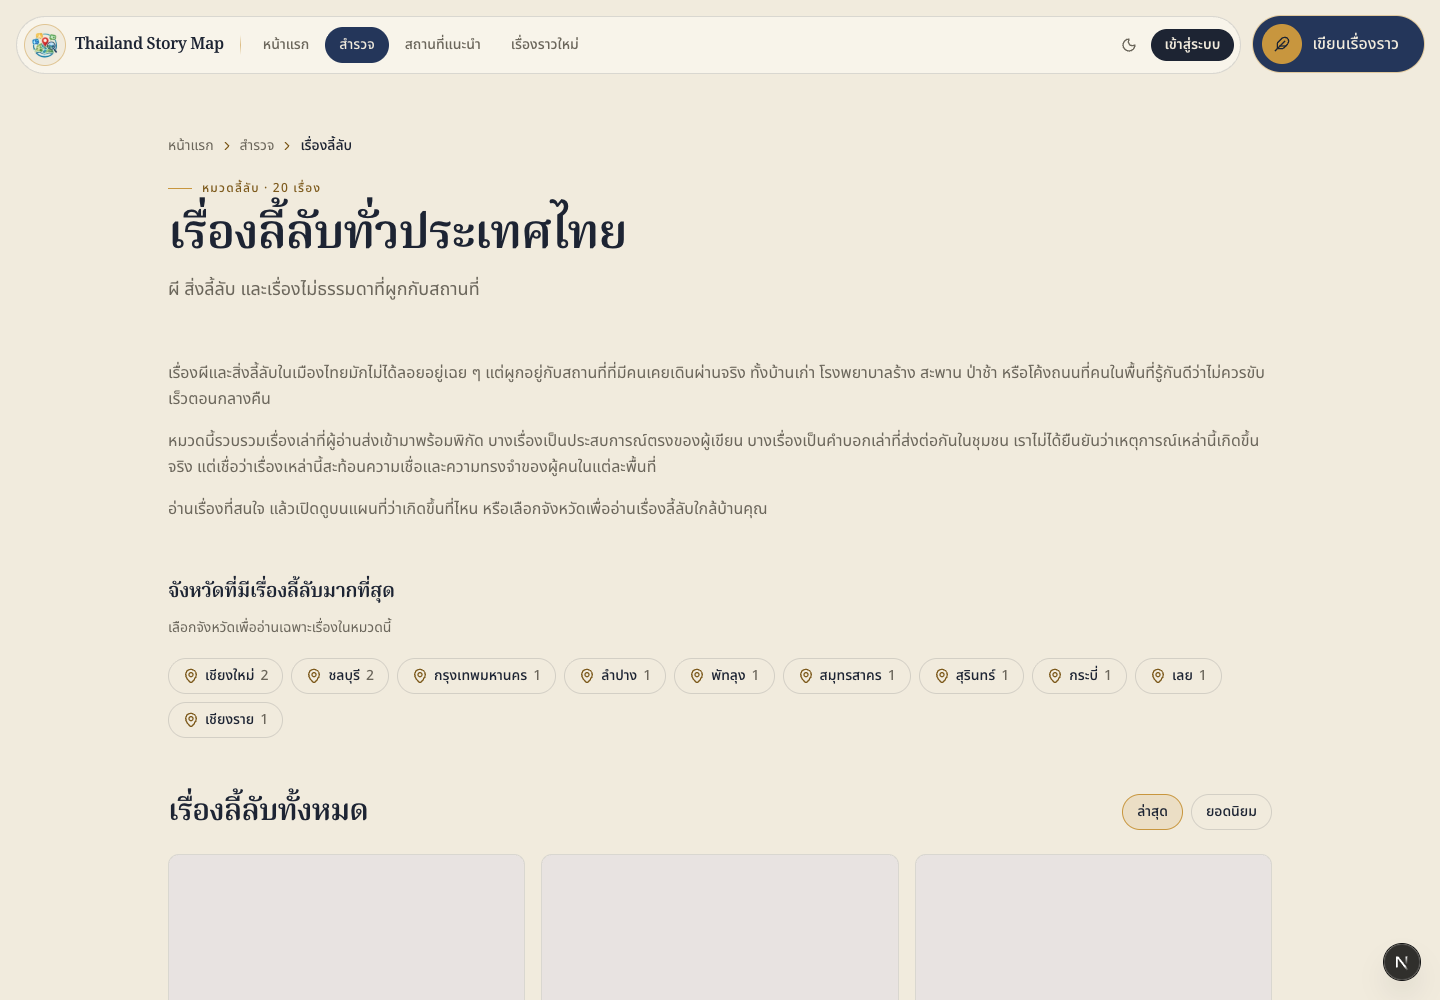 Thailand Story Map
หน้าแรก
สำรวจ
สถานที่แนะนำ
เรื่องราวใหม่
เข้าสู่ระบบ
เขียนเรื่องราว
หน้าแรก > สำรวจ > เรื่องลี้ลับ
หมวดลี้ลับ · 20 เรื่อง
เรื่องลี้ลับทั่วประเทศไทย
ผี สิ่งลี้ลับ และเรื่องไม่ธรรมดาที่ผูกกับสถานที่
เรื่องผีและสิ่งลี้ลับในเมืองไทยมักไม่ได้ลอยอยู่เฉย ๆ แต่ผูกอยู่กับสถานที่ที่มีคนเคยเดินผ่านจริง ทั้งบ้านเก่า โรงพยาบาลร้าง สะพาน ป่าช้า หรือโค้งถนนที่คนในพื้นที่รู้กันดีว่าไม่ควรขับ
เร็วตอนกลางคืน
หมวดนี้รวบรวมเรื่องเล่าที่ผู้อ่านส่งเข้ามาพร้อมพิกัด บางเรื่องเป็นประสบการณ์ตรงของผู้เขียน บางเรื่องเป็นคำบอกเล่าที่ส่งต่อกันในชุมชน เราไม่ได้ยืนยันว่าเหตุการณ์เหล่านี้เกิดขึ้น
จริง แต่เชื่อว่าเรื่องเหล่านี้สะท้อนความเชื่อและความทรงจำของผู้คนในแต่ละพื้นที่
อ่านเรื่องที่สนใจ แล้วเปิดดูบนแผนที่ว่าเกิดขึ้นที่ไหน หรือเลือกจังหวัดเพื่ออ่านเรื่องลี้ลับใกล้บ้านคุณ
จังหวัดที่มีเรื่องลี้ลับมากที่สุด
เลือกจังหวัดเพื่ออ่านเฉพาะเรื่องในหมวดนี้
เชียงใหม่ 2
ชลบุรี 2
กรุงเทพมหานคร 1
ลำปาง 1
พัทลุง 1
สมุทรสาคร 1
สุรินทร์ 1
กระบี่ 1
เลย 1
เชียงราย 1
เรื่องลี้ลับทั้งหมด
ล่าสุด
ยอดนิยม
N